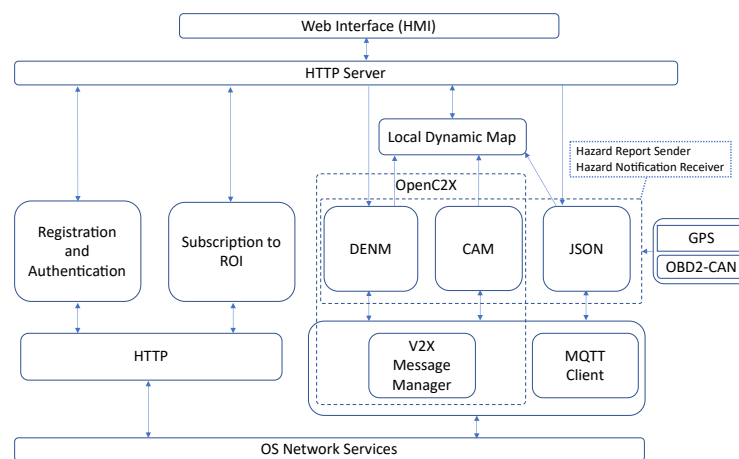 Web Interface (HMI)
HTTP Server
Local Dynamic Map
Hazard Report Sender
Hazard Notification Receiver
OpenC2X
Registration
and
Authentication
Subscription to
ROI
DENM
CAM
JSON
GPS
OBD2-CAN
HTTP
V2X
Message
Manager
MQTT
Client
OS Network Services